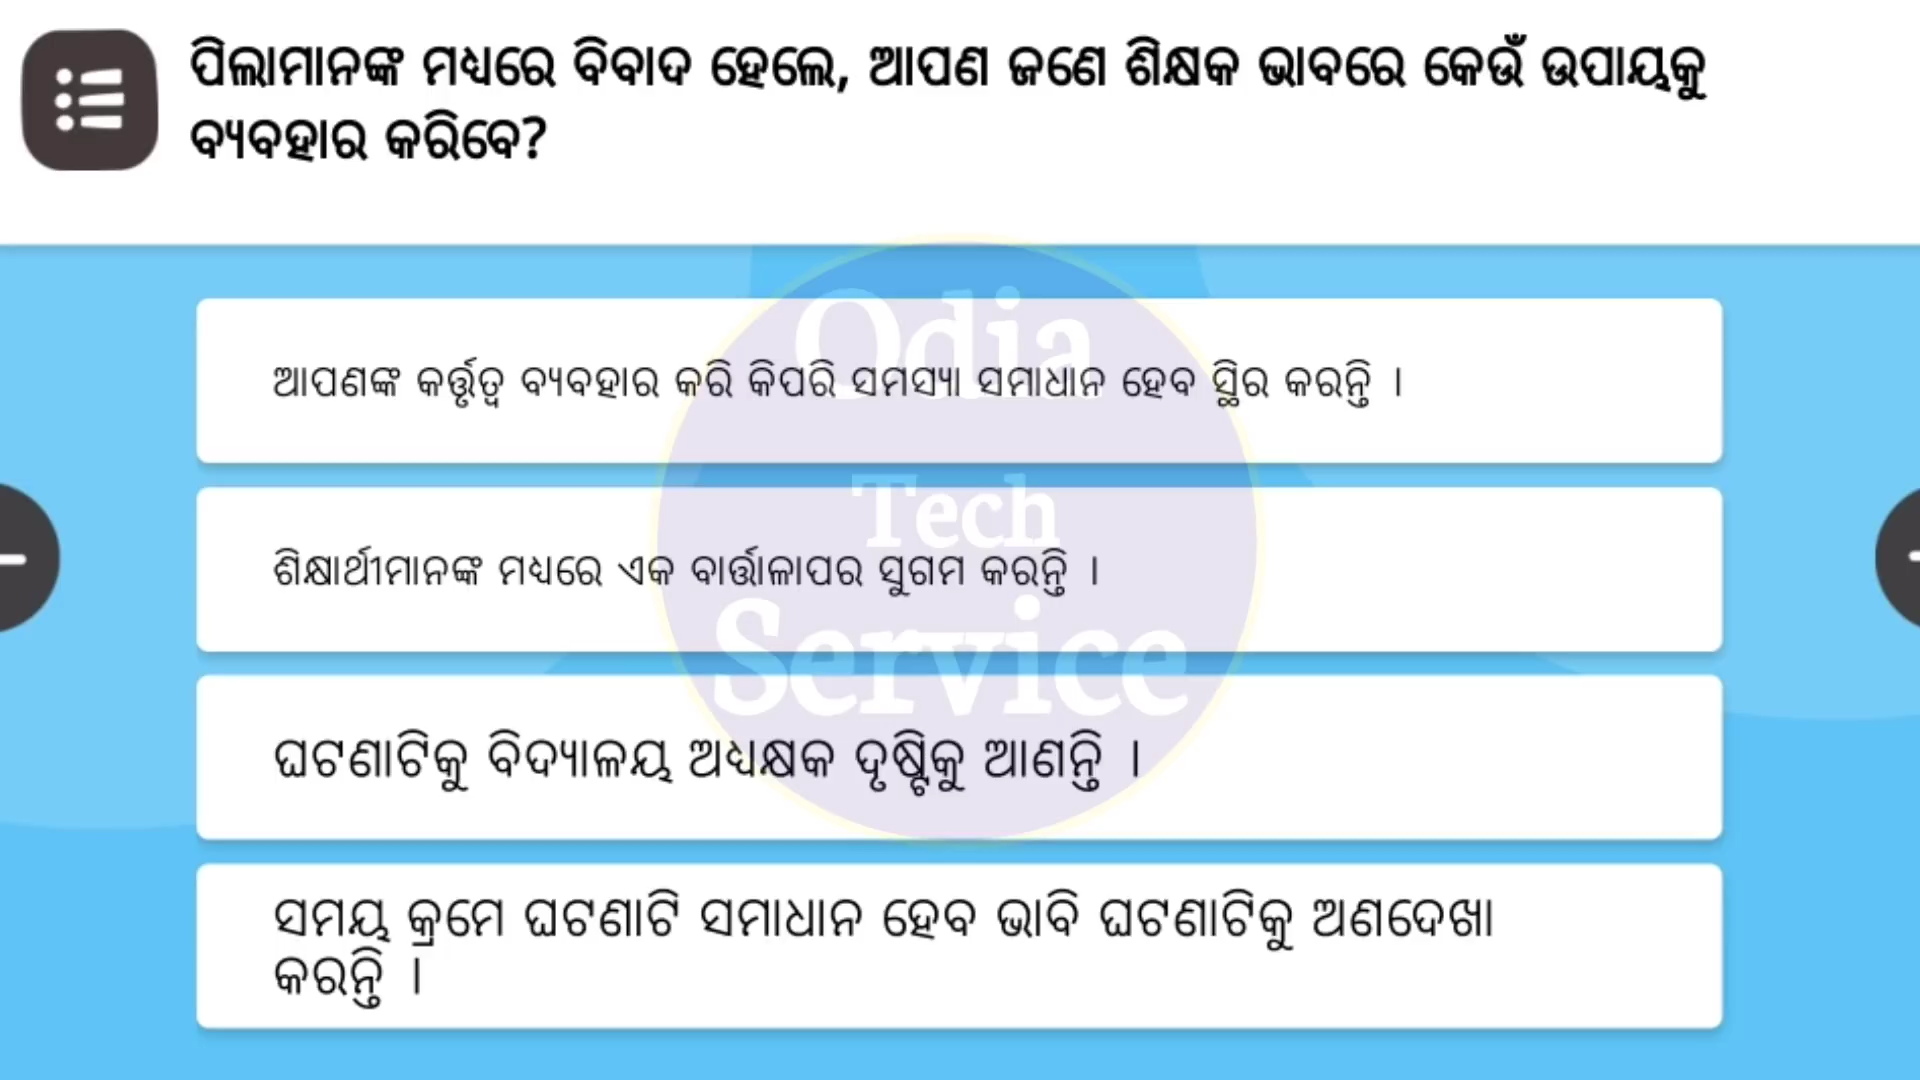 ପିଲାମାନଙ୍କ ମଧ୍ୟରେ ବିବାଦ ହେଲେ, ଆପଣ ଜଣେ ଶିକ୍ଷକ ଭାବରେ କେଉଁ ଉପାୟକୁ
ବ୍ୟବହାର କରିବେ?
Odia
ଆପଣଙ୍କ କର୍ତ୍ତୃତ୍ୱ ବ୍ୟବହାର କରି କିପରି ସମସ୍ୟା ସମାଧାନ ହେବ ସ୍ଥିର କରନ୍ତି ।
Tech
ଶିକ୍ଷାର୍ଥୀମାନଙ୍କ ମଧ୍ୟରେ ଏକ ବାର୍ତ୍ତାଳାପର ସୁଗମ କରନ୍ତି ।
Service
ଘଟଣାଟିକୁ ବିଦ୍ୟାଳୟ ଅଧ୍ୟକ୍ଷକ ଦୃଷ୍ଟିକୁ ଆଣନ୍ତି ।
ସମୟ କ୍ରମେ ଘଟଣାଟି ସମାଧାନ ହେବ ଭାବି ଘଟଣାଟିକୁ ଅଣଦେଖା
କରନ୍ତି ।